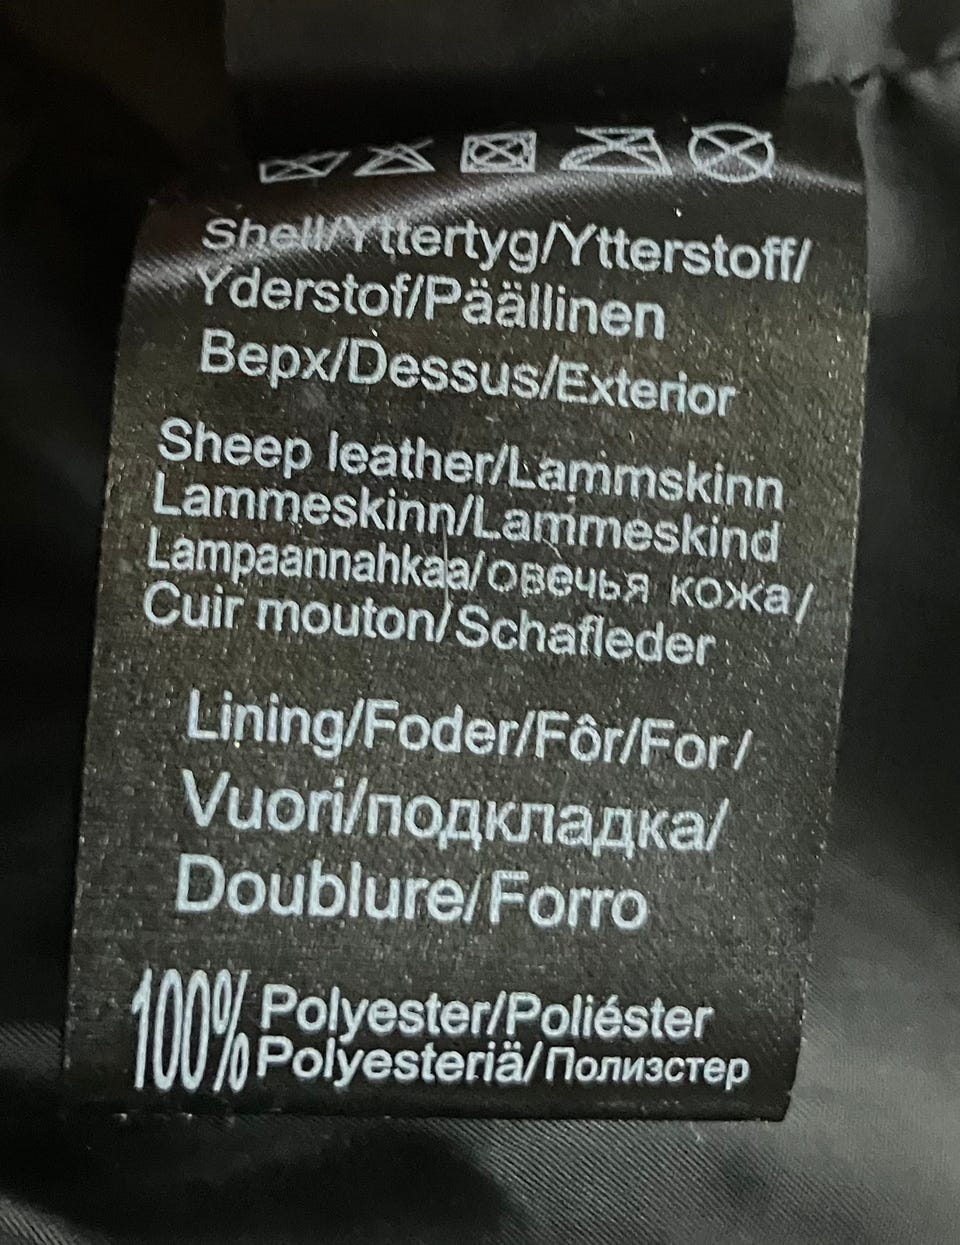 Shell/Yttertyg/Ytterstoff/
Yderstof/Päällinen
Верх/Dessus/Exterior
Sheep leather/Lammskinn
Lammeskinn/Lammeskind
Lampaannahkaa/овечья кожа/
Cuir mouton/Schafleder
Lining/Foder/Fôr/For/
Vuori/подкладка/
Doublure/Forro
100% Polyester/Poliéster
Polyesteriä/Полиэстер